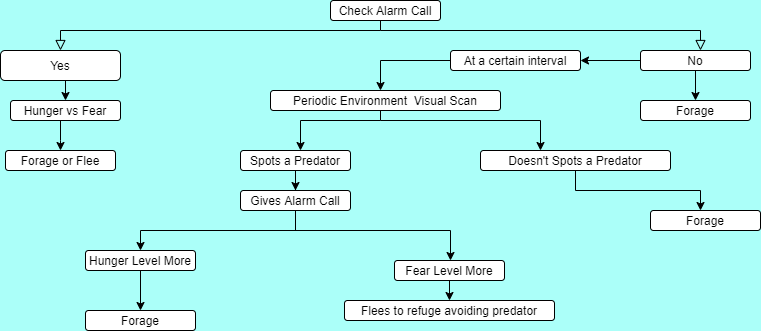 Check Alarm Call
Yes
At a certain interval
No
Hunger vs Fear
Periodic Environment Visual Scan
Forage
Forage or Flee
Spots a Predator
Doesn't Spots a Predator
Gives Alarm Call
Forage
Hunger Level More
Fear Level More
Forage
Flees to refuge avoiding predator